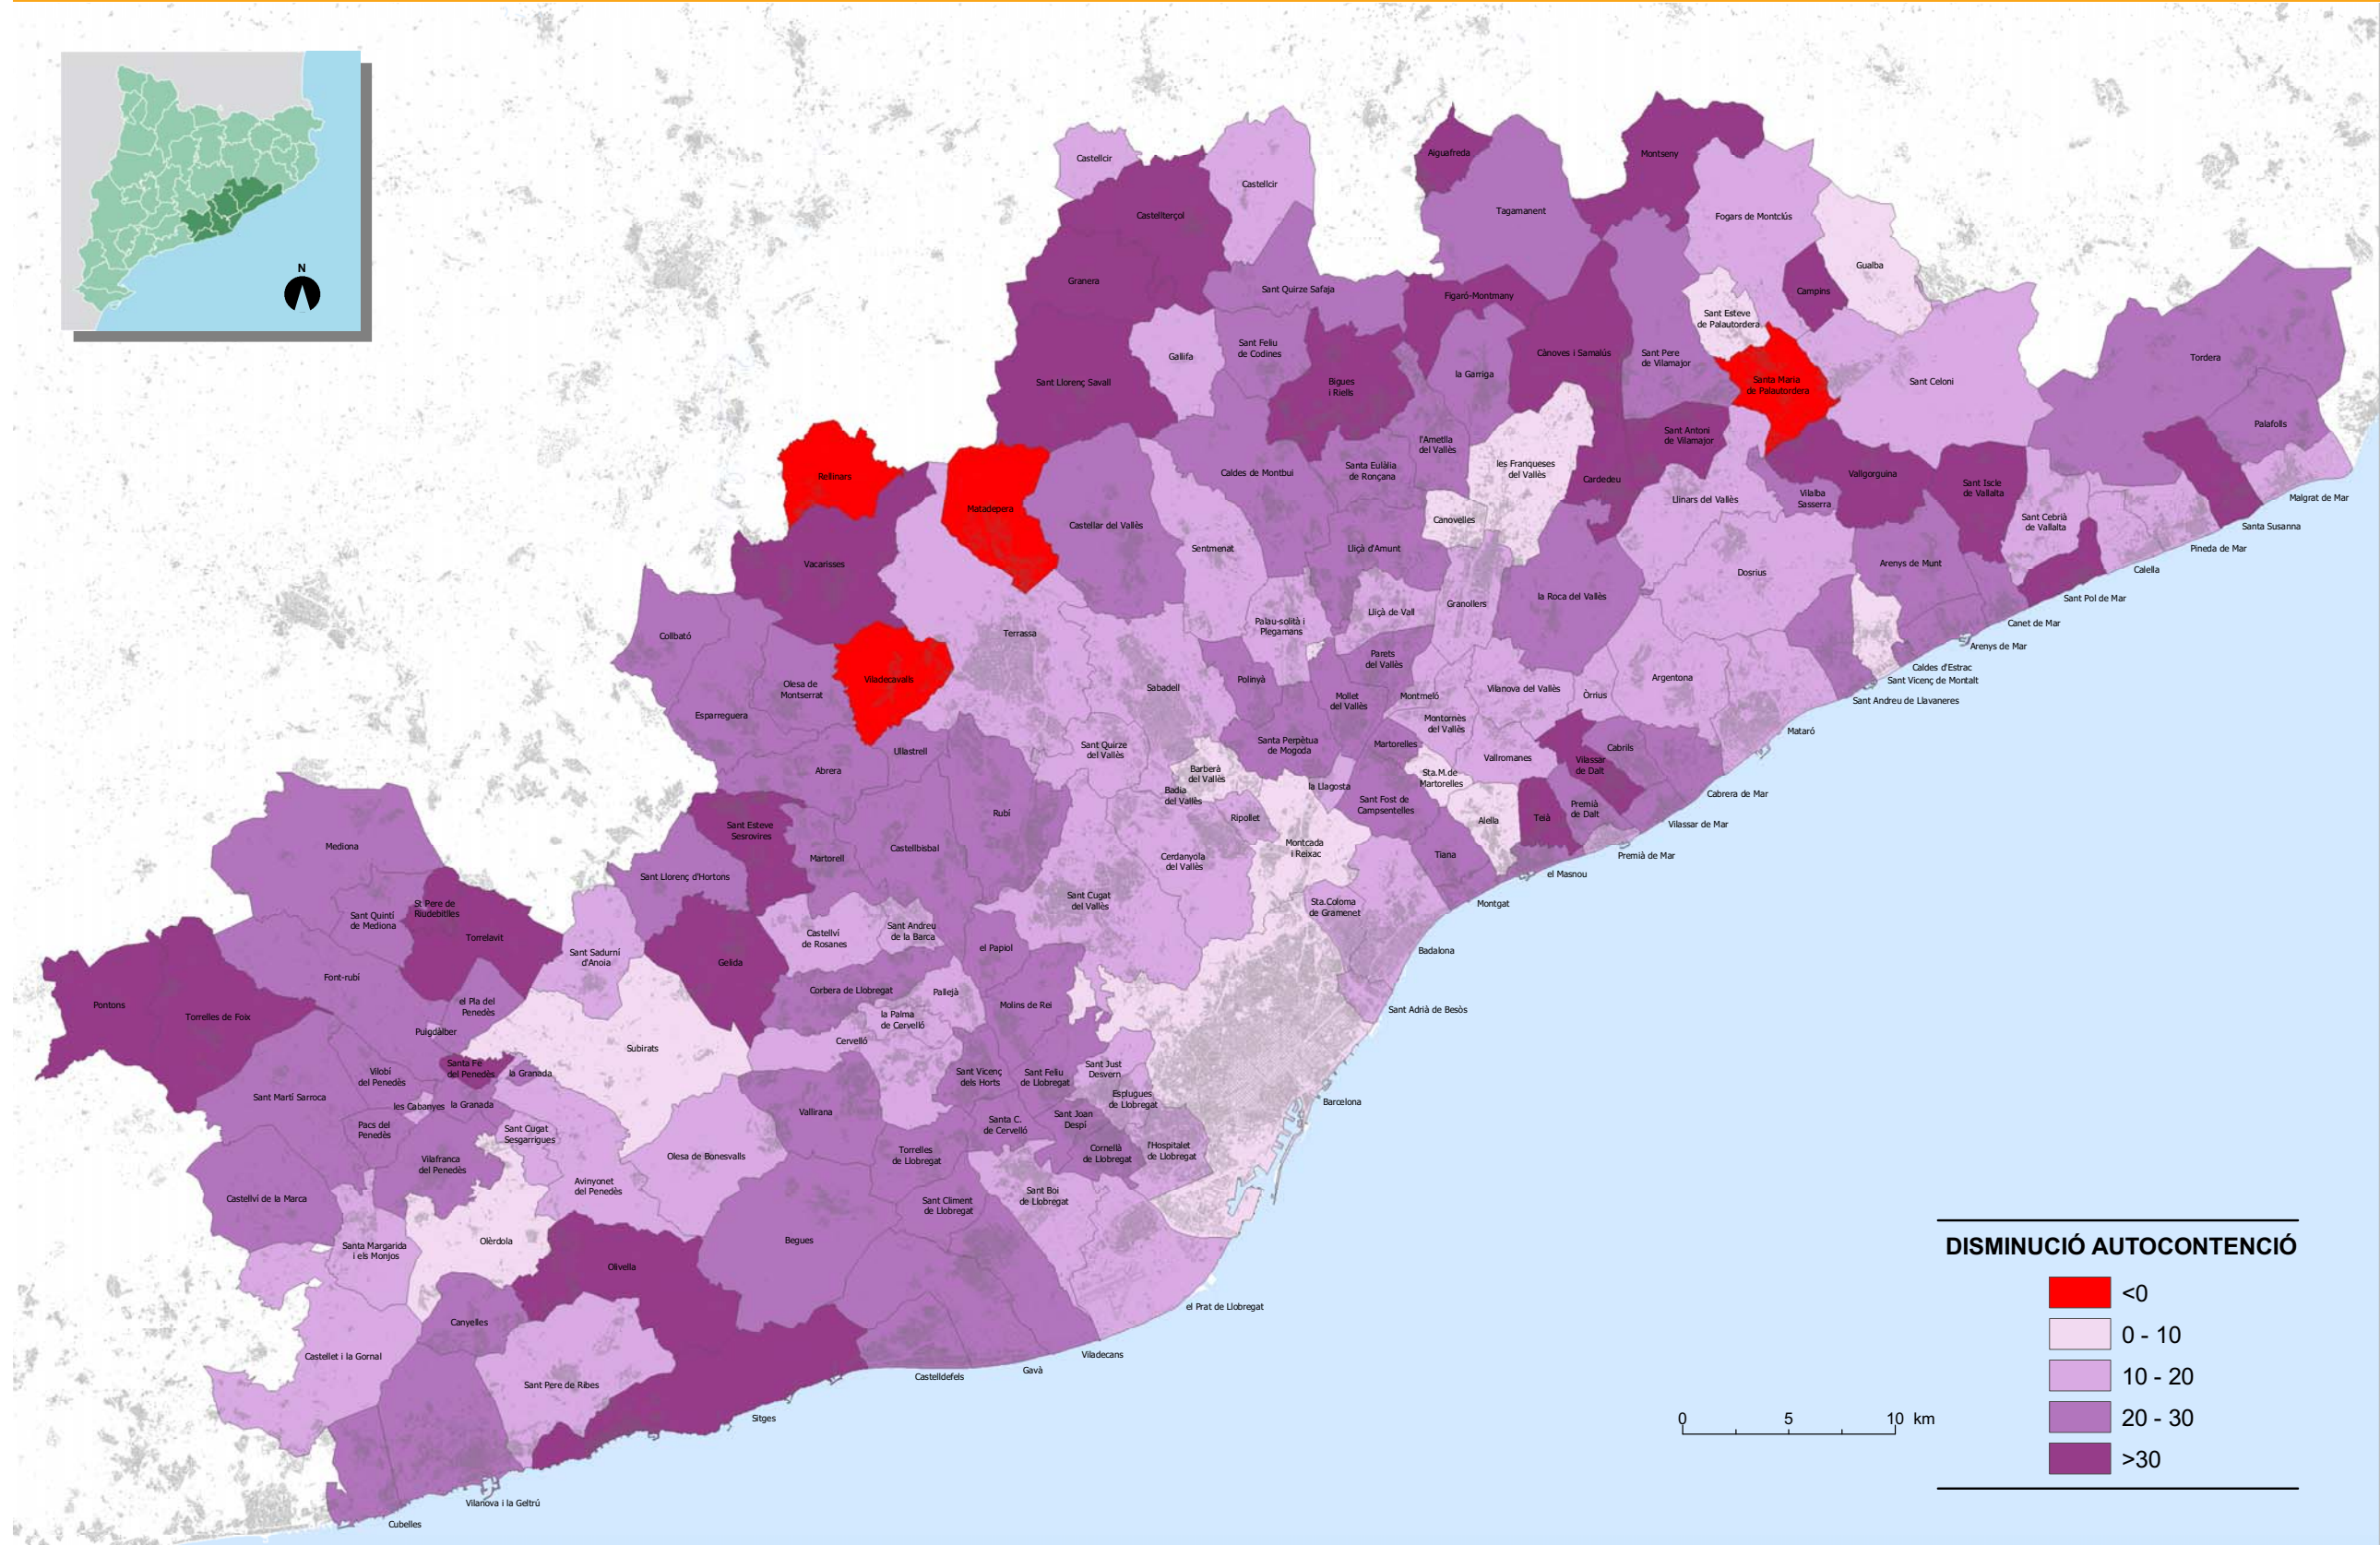 N
Castellcir
Castellcir
Castellterçol
Granera
Aiguafreda
Montseny
Tagamanent
Fogars de Montclús
Gualba
Campins
Sant Quirze Safaja
Figaró-Montmany
Sant Esteve
de Palautordera
Sant Feliu
de Codines
Gallifa
Sant Llorenç Savall
Bigues
i Riells
la Garriga
Cànoves i Samalús
Sant Pere
de Vilamajor
Santa Maria
de Palautordera
Sant Celoni
Tordera
Palafolls
Sant Antoni
de Vilamajor
l'Ametlla
del Vallès
les Franqueses
del Vallès
Cardedeu
Caldes de Montbui
Santa Eulàlia
de Ronçana
Rellinars
Matadepera
Castellar del Vallès
Canovelles
Llinars del Vallès
Vilalba
Sasserra
Vallgorguina
Sant Iscle
de Vallalta
Sant Cebrià
de Vallalta
Malgrat de Mar
Santa Susanna
Pineda de Mar
Calella
Sant Pol de Mar
Canet de Mar
Arenys de Mar
Vacarisses
Sentmenat
Lliçà d'Amunt
Dosrius
Arenys de Munt
la Roca del Vallès
Granollers
Lliçà de Vall
Palau-solità i
Plegamans
Collbató
Terrassa
Parets
del Vallès
Caldes d'Estrac
Sant Vicenç de Montalt
Sant Andreu de Llavaneres
Olesa de
Montserrat
Viladecavalls
Sabadell
Polinyà
Mollet
del Vallès
Montmeló
Vilanova del Vallès
Òrrius
Argentona
Esparreguera
Montornès
del Vallès
Mataró
Ullastrell
Sant Quirze
del Vallès
Santa Perpètua
de Mogoda
Martorelles
Vallromanes
Cabrils
Vilassar
de Dalt
Abrera
Barberà
del Vallès
Badia
del Vallès
la Llagosta
Sta.M.de
Martorelles
Cabrera de Mar
Sant Fost de
Campsentelles
Alella
Teià
Premià
de Dalt
Vilassar de Mar
Rubí
Ripollet
Sant Esteve
Sesrovires
Mediona
Martorell
Castellbisbal
Cerdanyola
del Vallès
Montcada
i Reixac
Tiana
Premià de Mar
el Masnou
Sant Llorenç d'Hortons
Sant Cugat
del Vallès
Sta.Coloma
de Gramenet
Montgat
St Pere de
Riudebitlles
Sant Quintí
de Mediona
Torrelavit
Castellví
de Rosanes
Sant Andreu
de la Barca
el Papiol
Badalona
Sant Sadurní
d'Anoia
Gelida
Font-rubí
Corbera de Llobregat
Pallejà
Molins de Rei
Pontons
Torrelles de Foix
el Pla del
Penedès
Sant Adrià de Besòs
la Palma
de Cervelló
Puigdàlber
Cervelló
Subirats
Santa Fe
del Penedès
la Granada
Vilobí
del Penedès
Sant Vicenç
dels Horts
Sant Feliu
de Llobregat
Sant Just
Desvern
Esplugues
de Llobregat
Barcelona
Sant Martí Sarroca
les Cabanyes
la Granada
Vallirana
Santa C.
de Cervelló
Sant Joan
Despí
Pacs del
Penedès
Sant Cugat
Sesgarrigues
Olesa de Bonesvalls
Torrelles
de Llobregat
Cornellà
de Llobregat
l'Hospitalet
de Llobregat
Vilafranca
del Penedès
Avinyonet
del Penedès
Castellví de la Marca
Sant Climent
de Llobregat
Sant Boi
de Llobregat
Begues
Olèrdola
Santa Margarida
i els Monjos
Olivella
el Prat de Llobregat
Canyelles
Castellet i la Gornal
Viladecans
Gavà
Castelldefels
Sant Pere de Ribes
Sitges
Vilanova i la Geltrú
Cubelles
0 5 10 km
DISMINUCIÓ AUTOCONTENCIÓ
<0
0 - 10
10 - 20
20 - 30
>30